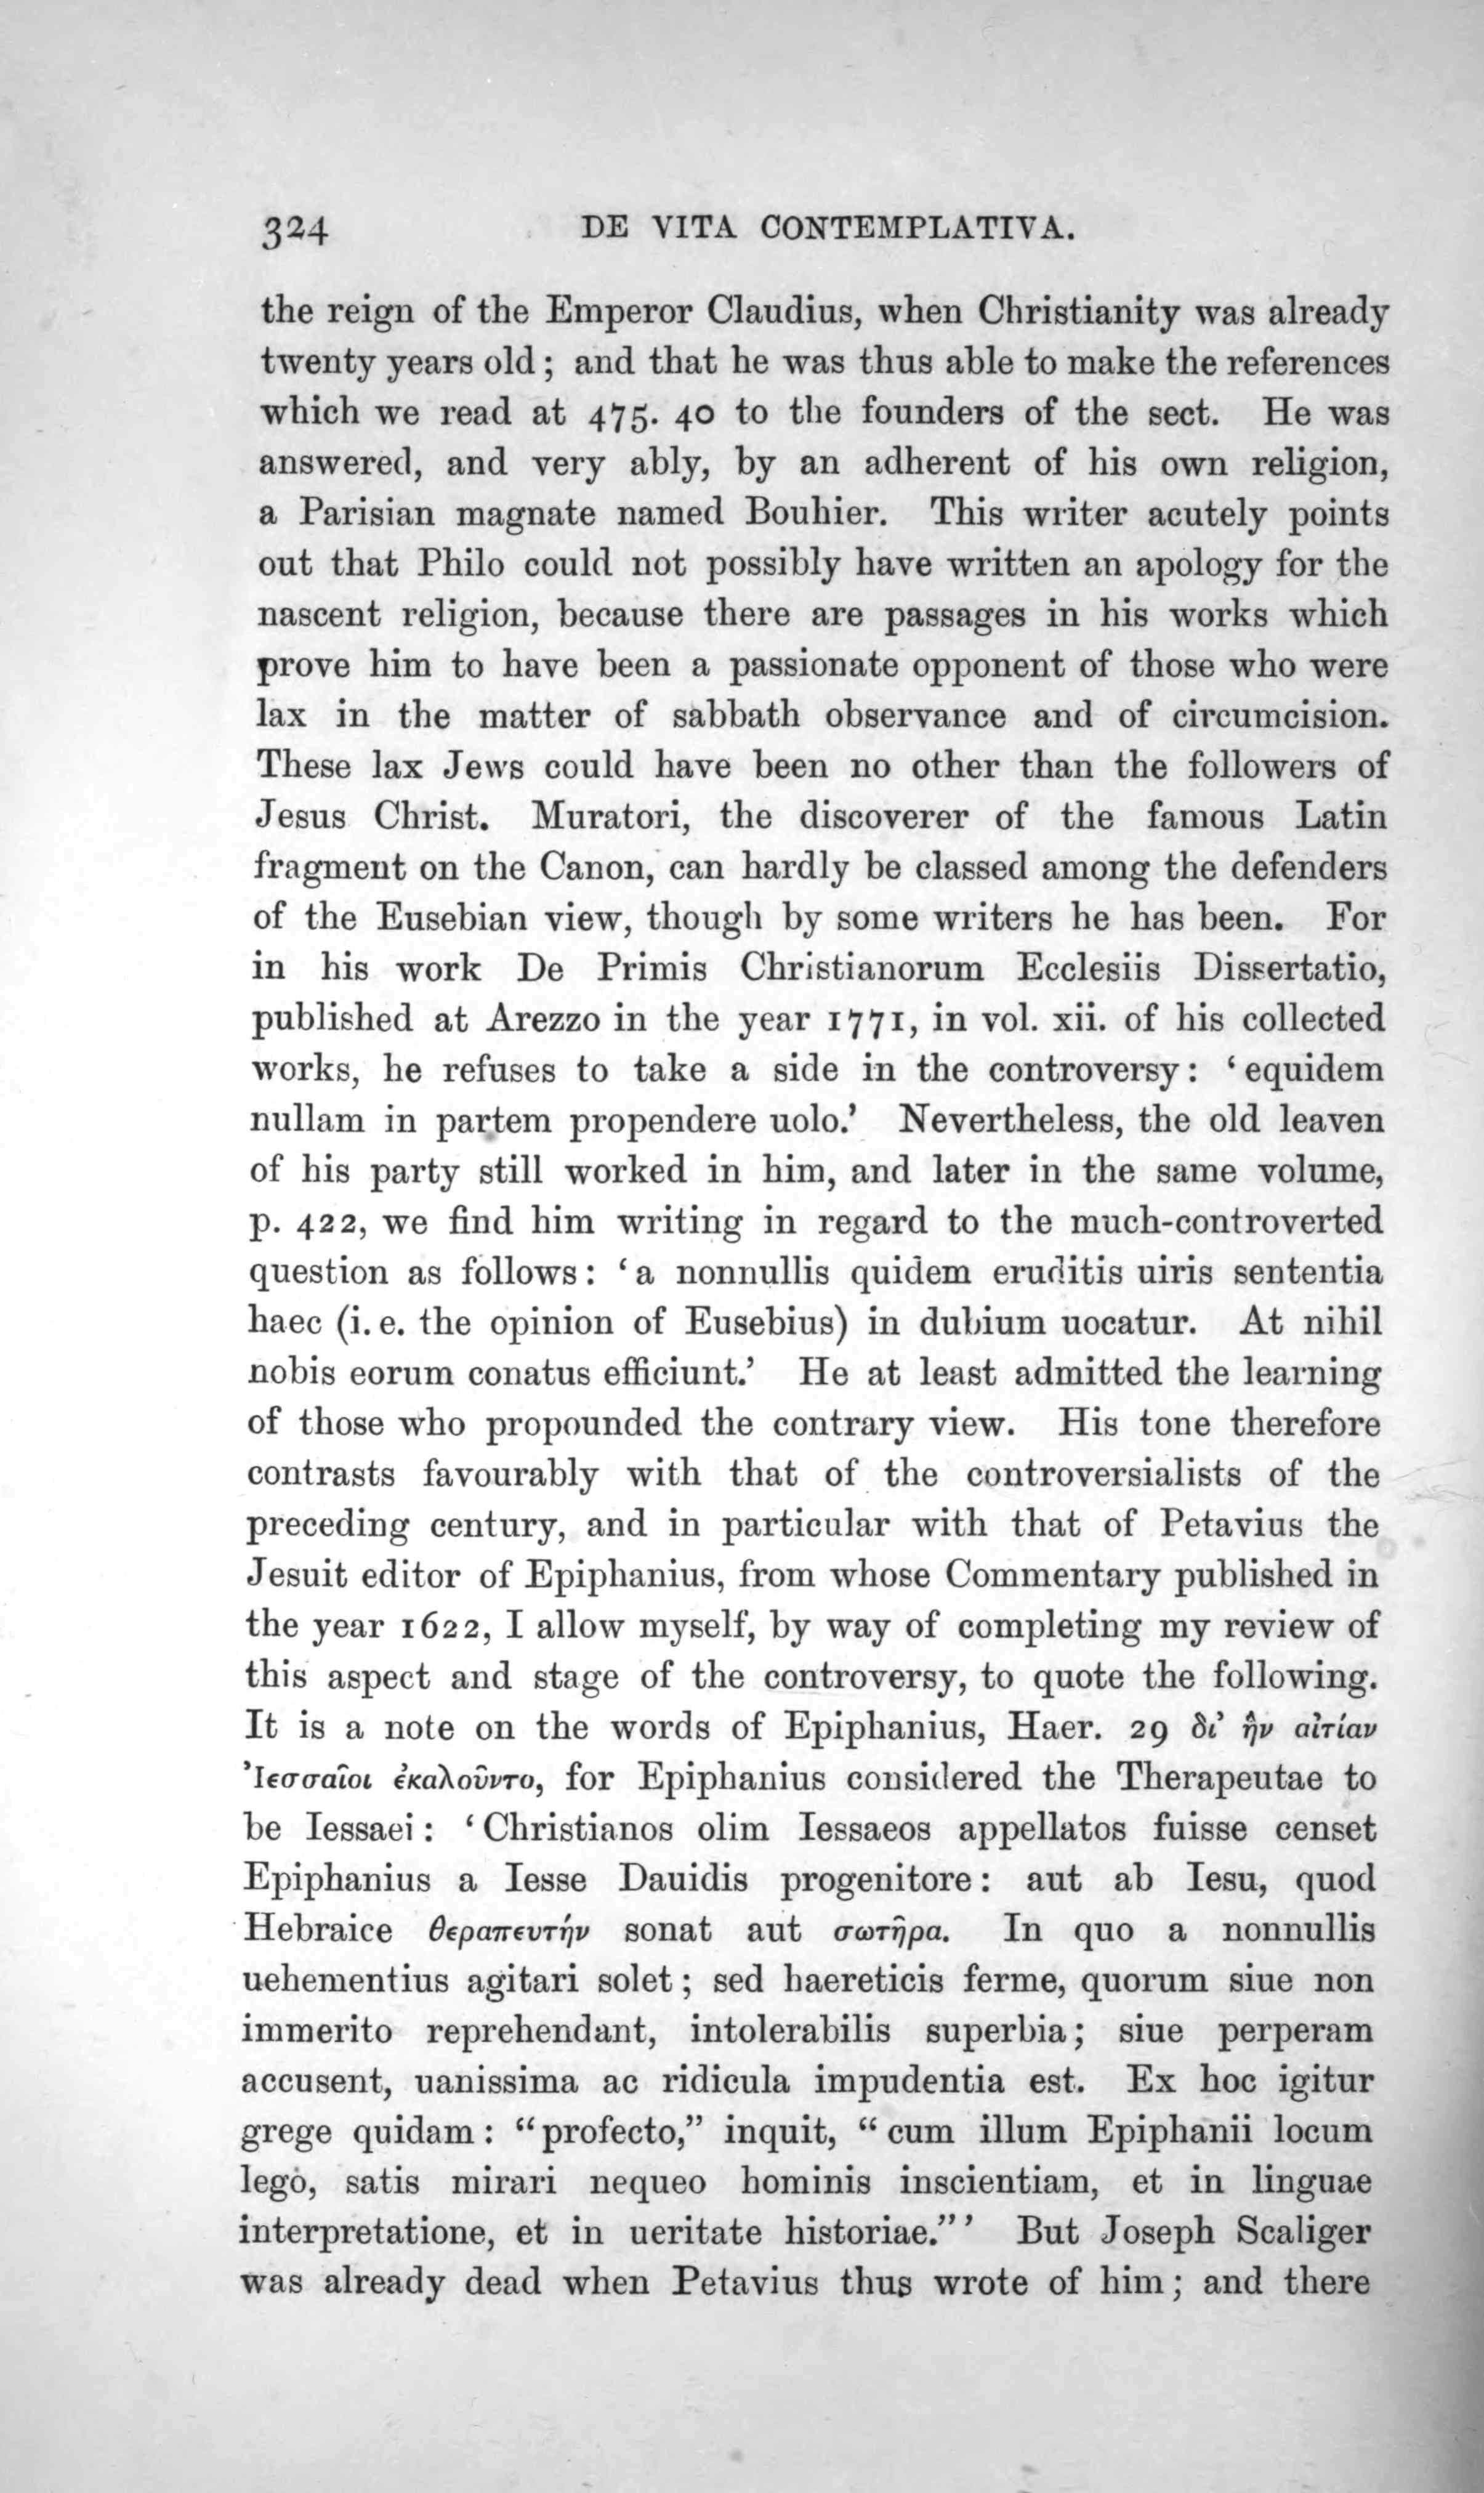 324 DE VITA CONTEMPLATIVA.
the reign of the Emperor Claudius, when Christianity was already
twenty years old; and that he was thus able to make the references
which we read at 475. 40 to the founders of the sect. He was
answered, and very ably, by an adherent of his own religion,
a Parisian magnate named Bouhier. This writer acutely points
out that Philo could not possibly have written an apology for the
nascent religion, because there are passages in his works which
prove him to have been a passionate opponent of those who were
lax in the matter of sabbath observance and of circumcision.
These lax Jews could have been no other than the followers of
Jesus Christ. Muratori, the discoverer of the famous Latin
fragment on the Canon, can hardly be classed among the defenders
of the Eusebian view, though by some writers he has been. For
in his work De Primis Christianorum Ecclesiis Dissertatio,
published at Arezzo in the year 1771, in vol. xii. of his collected
works, he refuses to take a side in the controversy: ‘equidem
nullam in partem propendere uolo.’ Nevertheless, the old leaven
of his party still worked in him, and later in the same volume,
p. 422, we find him writing in regard to the much-controverted
question as follows: ‘a nonnullis quidem eruditis uiris sententia
haec (i. e. the opinion of Eusebius) in dubium uocatur. At nihil
nobis eorum conatus efficiunt.’ He at least admitted the learning
of those who propounded the contrary view. His tone therefore
contrasts favourably with that of the controversialists of the
preceding century, and in particular with that of Petavius the
Jesuit editor of Epiphanius, from whose Commentary published in
the year 1622, I allow myself, by way of completing my review of
this aspect and stage of the controversy, to quote the following.
It is a note on the words of Epiphanius, Haer. 29 δι’ ἣν αἰτίαν
Ἰεσσαῖοι ἐκαλοῦντο, for Epiphanius considered the Therapeutae to
be Iessaei: ‘Christianos olim Iessaeos appellatos fuisse censet
Epiphanius a Iesse Dauidis progenitore: aut ab Iesu, quod
Hebraice θεραπευτήν sonat aut σωτῆρα. In quo a nonnullis
uehementius agitari solet; sed haereticis ferme, quorum siue non
immerito reprehendant, intolerabilis superbia; siue perperam
accusent, uanissima ac ridicula impudentia est. Ex hoc igitur
grege quidam: “profecto,” inquit, “cum illum Epiphanii locum
lego, satis mirari nequeo hominis inscientiam, et in linguae
interpretatione, et in ueritate historiae.”’ But Joseph Scaliger
was already dead when Petavius thus wrote of him; and there